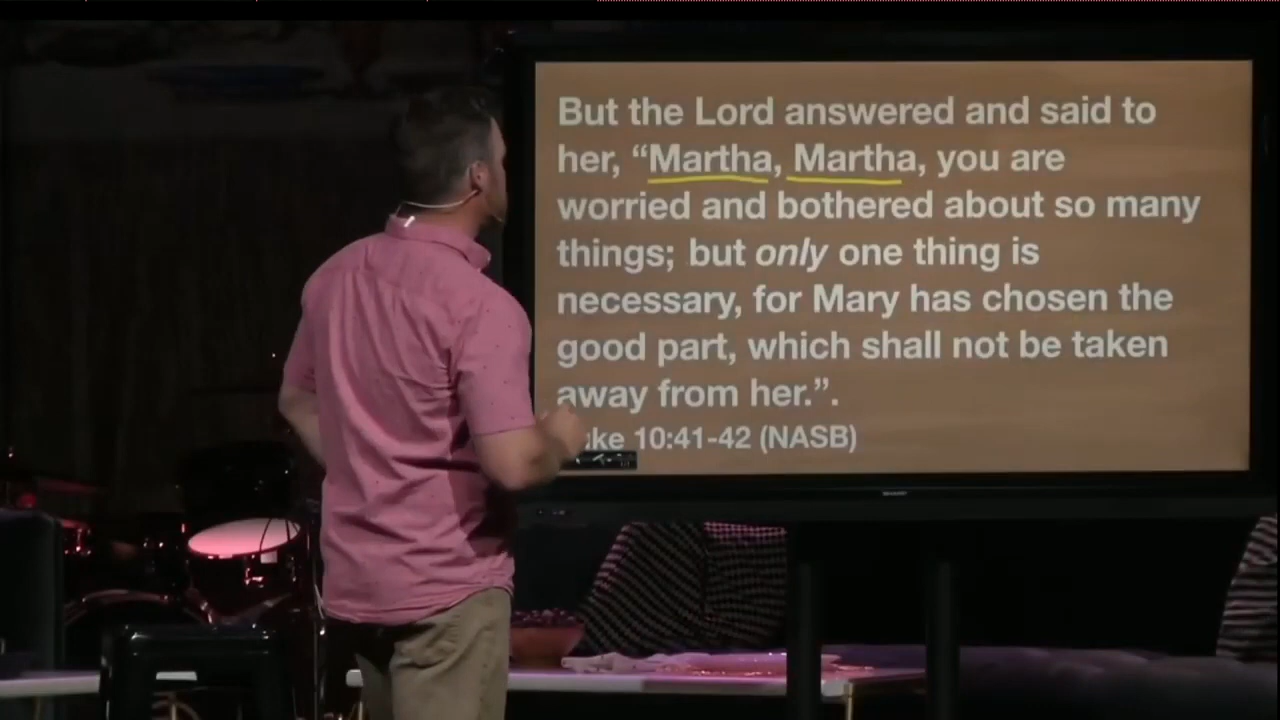 But the Lord answered and said to
her, “Martha, Martha, you are
worried and bothered about so many
things; but only one thing is
necessary, for Mary has chosen the
good part, which shall not be taken
away from her.”.
10:41-42 (NASB)
SHARP